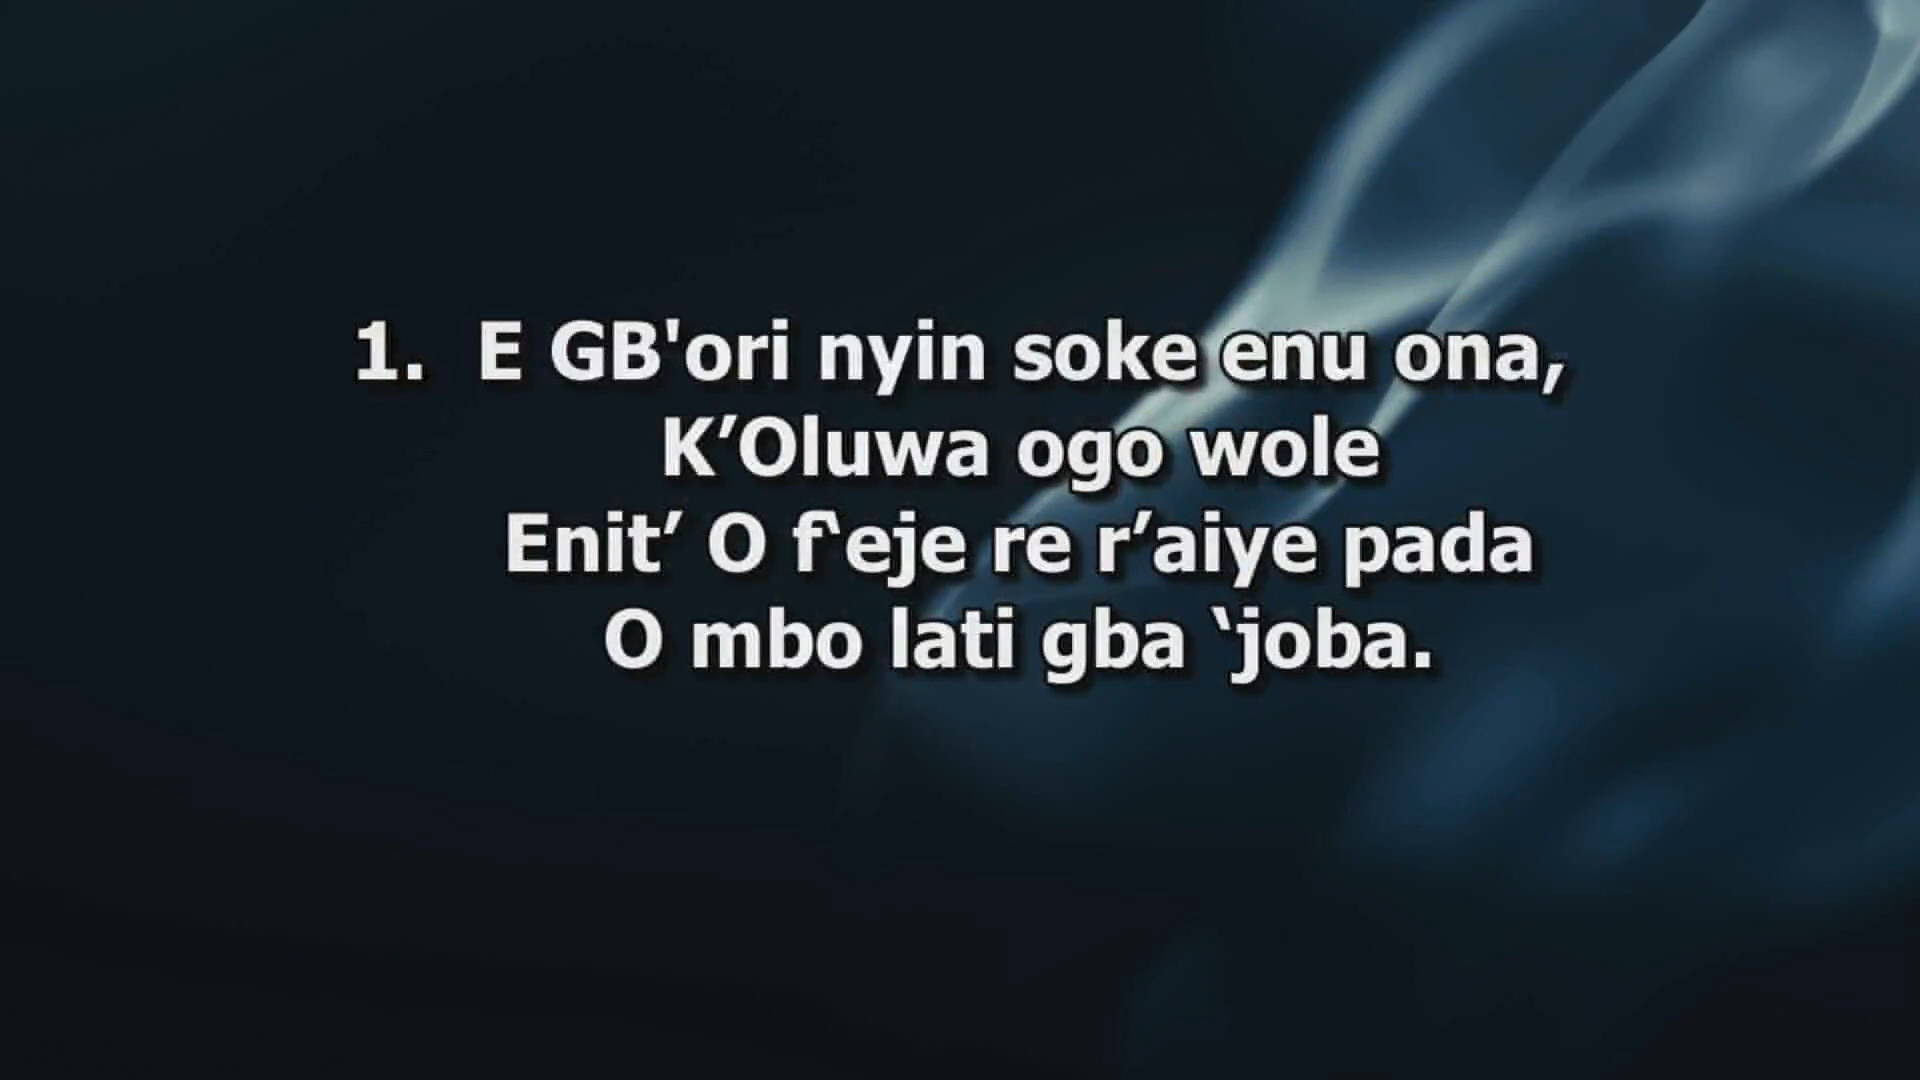 1. E GB'ori nyin soke enu ona,
K’Oluwa ogo wole
Enit’ O f‘eje re r’aiye pada
O mbo lati gba ‘joba.